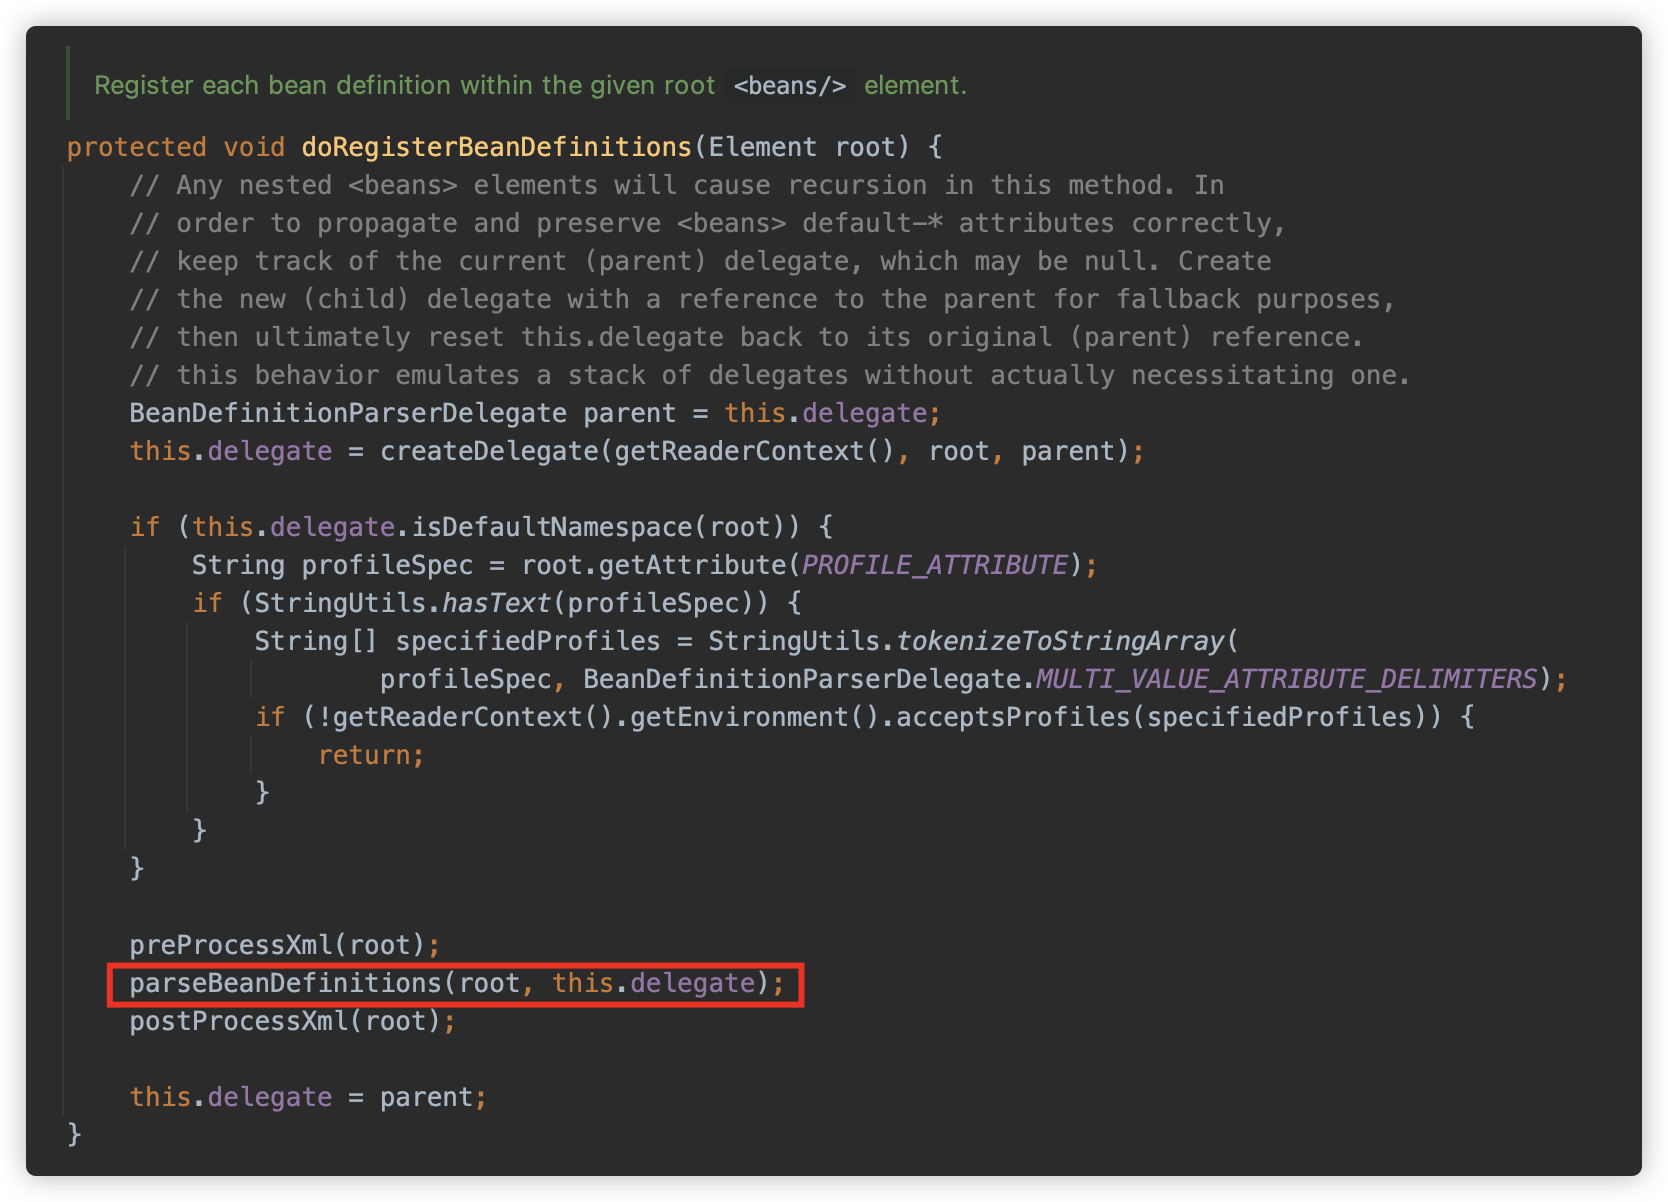 Register each bean definition within the given root <beans/> element.
protected void doRegisterBeanDefinitions(Element root) {
    // Any nested <beans> elements will cause recursion in this method. In
    // order to propagate and preserve <beans> default-* attributes correctly,
    // keep track of the current (parent) delegate, which may be null. Create
    // the new (child) delegate with a reference to the parent for fallback purposes,
    // then ultimately reset this.delegate back to its original (parent) reference.
    // this behavior emulates a stack of delegates without actually necessitating one.
    BeanDefinitionParserDelegate parent = this.delegate;
    this.delegate = createDelegate(getReaderContext(), root, parent);
    if (this.delegate.isDefaultNamespace(root)) {
        String profileSpec = root.getAttribute(PROFILE_ATTRIBUTE);
        if (StringUtils.hasText(profileSpec)) {
            String[] specifiedProfiles = StringUtils.tokenizeToStringArray(
                    profileSpec, BeanDefinitionParserDelegate.MULTI_VALUE_ATTRIBUTE_DELIMITERS);
            if (!getReaderContext().getEnvironment().acceptsProfiles(specifiedProfiles)) {
                return;
            }
        }
    }
    preProcessXml(root);
    parseBeanDefinitions(root, this.delegate);
    postProcessXml(root);
    this.delegate = parent;
}